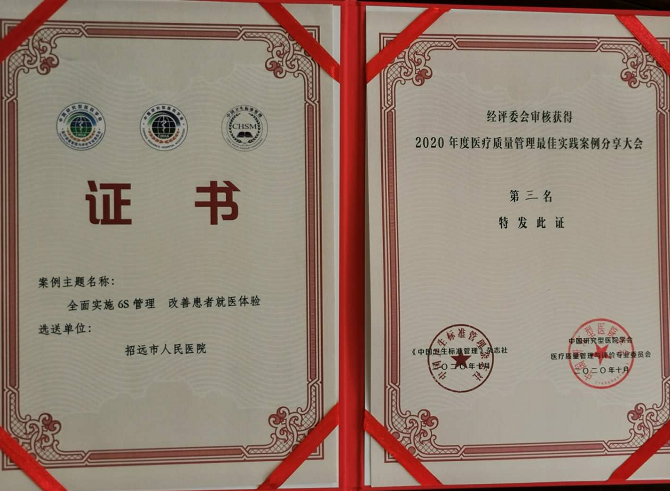 CHSM
证 书
案例主题名称：
全面实施6S管理 改善患者就医体验
选送单位：
招远市人民医院
经评委会审核获得
2020年度医疗质量管理最佳实践案例分享大会
第三名
特发此证
《中国卫生标准管理》杂志社
二〇二〇年十月
中国研究型医院学会
医疗质量管理与评价专业委员会
二〇二〇年十月